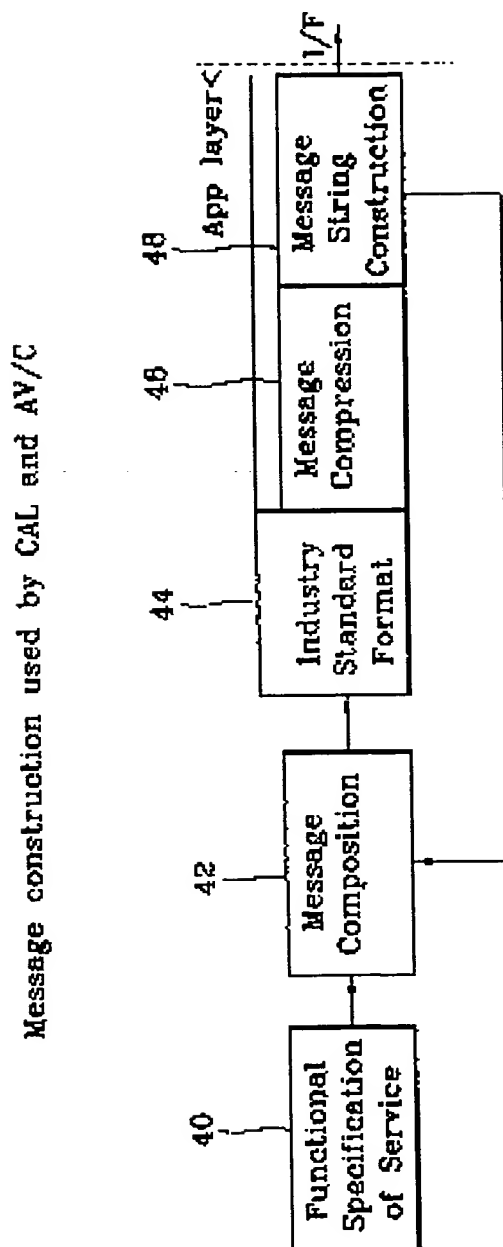 Message construction used by CAL and AV/C
40
Functional
Specification
of Service
42
Message
Composition
44
Industry
Standard
Format
46
Message
Compression
48
Message
String
Construction
App layer<
I/F